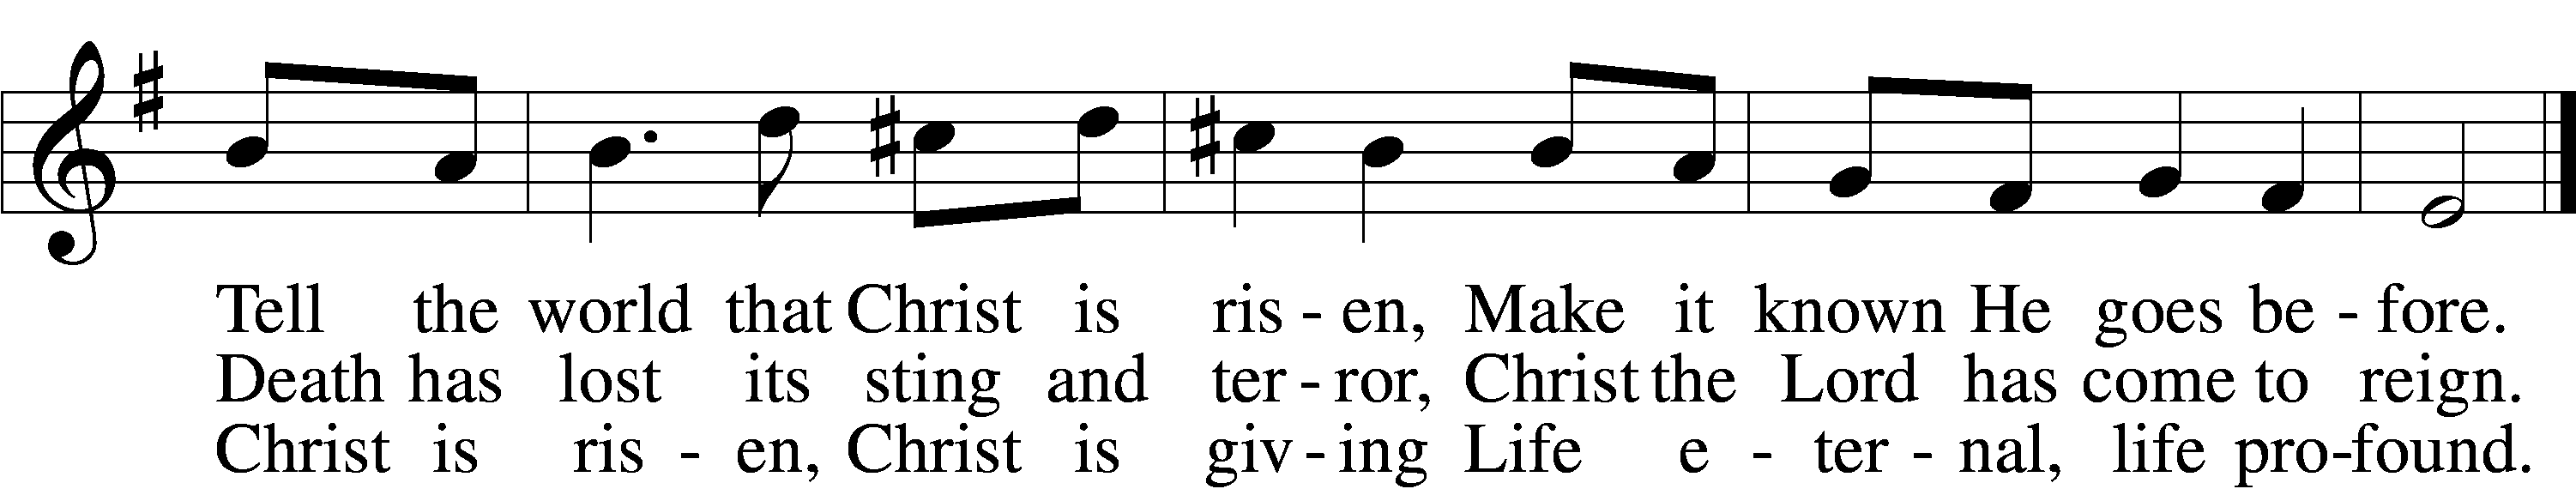 Tell the world that Christ is ris - en, Make it known He goes be - fore.
Death has lost its sting and ter - ror, Christ the Lord has come to reign.
Christ is ris - en, Christ is giv - ing Life e - ter - nal, life pro - found.